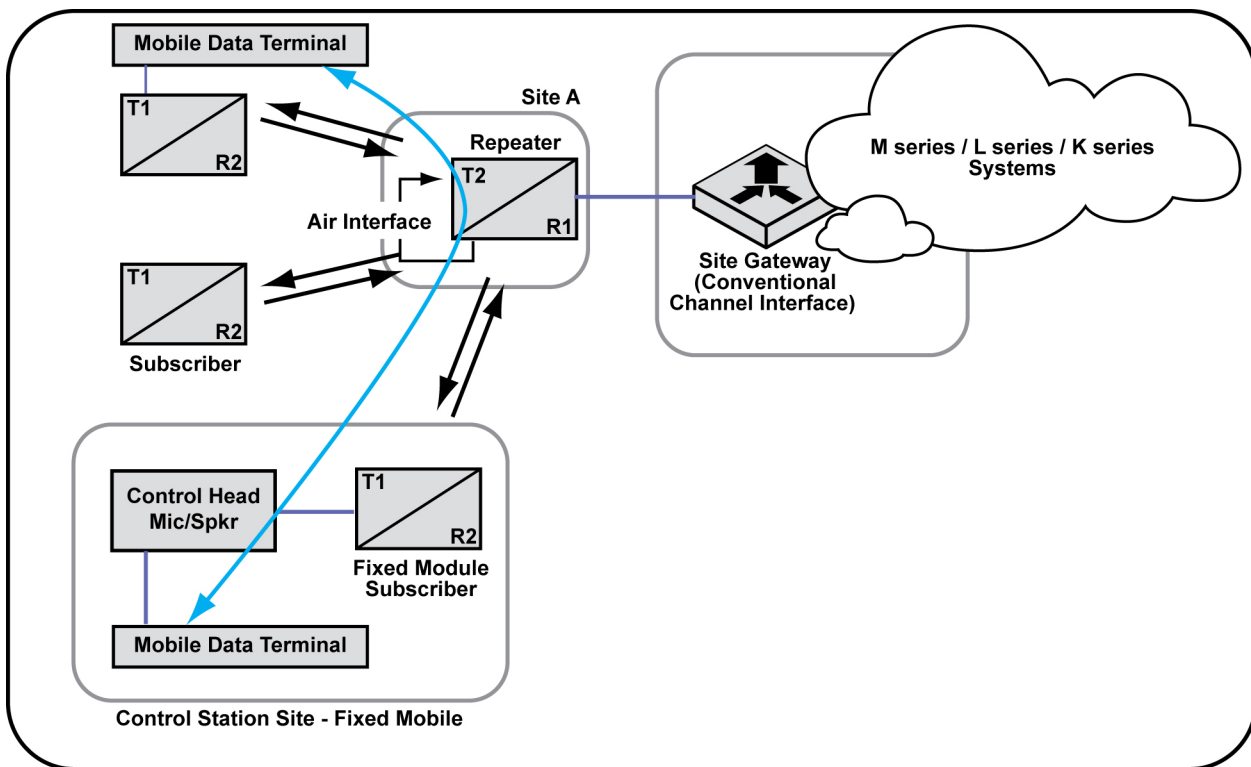 Mobile Data Terminal
T1
R2
Site A
Repeater
T2
R1
Air Interface
M series / L series / K series
Systems
Site Gateway
(Conventional
Channel Interface)
T1
R2
Subscriber
Control Head
Mic/Spkr
T1
R2
Fixed Module
Subscriber
Mobile Data Terminal
Control Station Site - Fixed Mobile